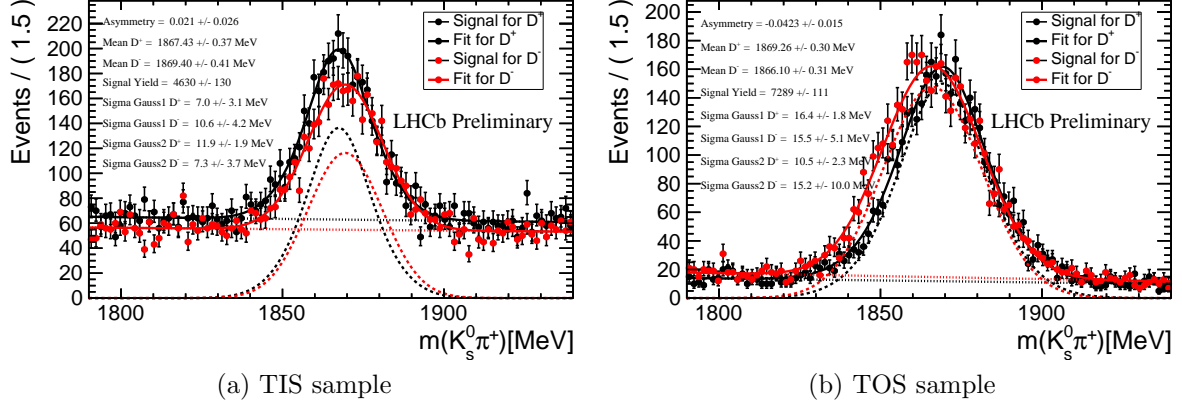 Events / ( 1.5 )
220
200
180
160
140
120
100
80
60
40
20
0
Asymmetry = 0.021 +/- 0.026
Mean D⁺ = 1867.43 +/- 0.37 MeV
Mean D⁻ = 1869.40 +/- 0.41 MeV
Signal Yield = 4630 +/- 130
Sigma Gauss1 D⁺ = 7.0 +/- 3.1 MeV
Sigma Gauss1 D⁻ = 10.6 +/- 4.2 MeV
Sigma Gauss2 D⁺ = 11.9 +/- 1.9 MeV
Sigma Gauss2 D⁻ = 7.3 +/- 3.7 MeV
Signal for D⁺
Fit for D⁺
Signal for D⁻
Fit for D⁻
LHCb Preliminary
1800 1850 1900
m(K⁰ₛπ⁺)[MeV]
(a) TIS sample
Events / ( 1.5 )
200
180
160
140
120
100
80
60
40
20
0
Asymmetry = -0.0423 +/- 0.015
Mean D⁺ = 1869.26 +/- 0.30 MeV
Mean D⁻ = 1866.10 +/- 0.31 MeV
Signal Yield = 7289 +/- 111
Sigma Gauss1 D⁺ = 16.4 +/- 1.8 MeV
Sigma Gauss1 D⁻ = 15.5 +/- 5.1 MeV
Sigma Gauss2 D⁺ = 10.5 +/- 2.3 MeV
Sigma Gauss2 D⁻ = 15.2 +/- 10.0 MeV
Signal for D⁺
Fit for D⁺
Signal for D⁻
Fit for D⁻
LHCb Preliminary
1800 1850 1900
m(K⁰ₛπ⁺)[MeV]
(b) TOS sample